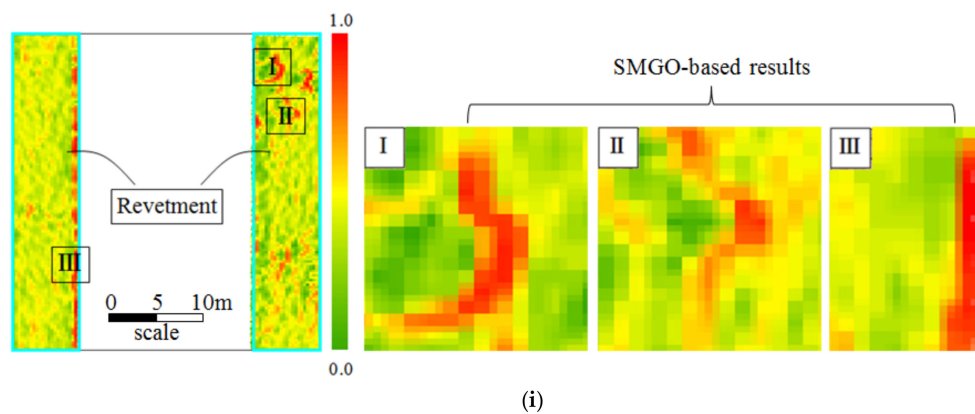 1.0
SMGO-based results
Ⅰ
Ⅱ
Ⅰ
Ⅱ
Ⅲ
Revetment
Ⅲ
0 5 10m
scale
0.0
(i)